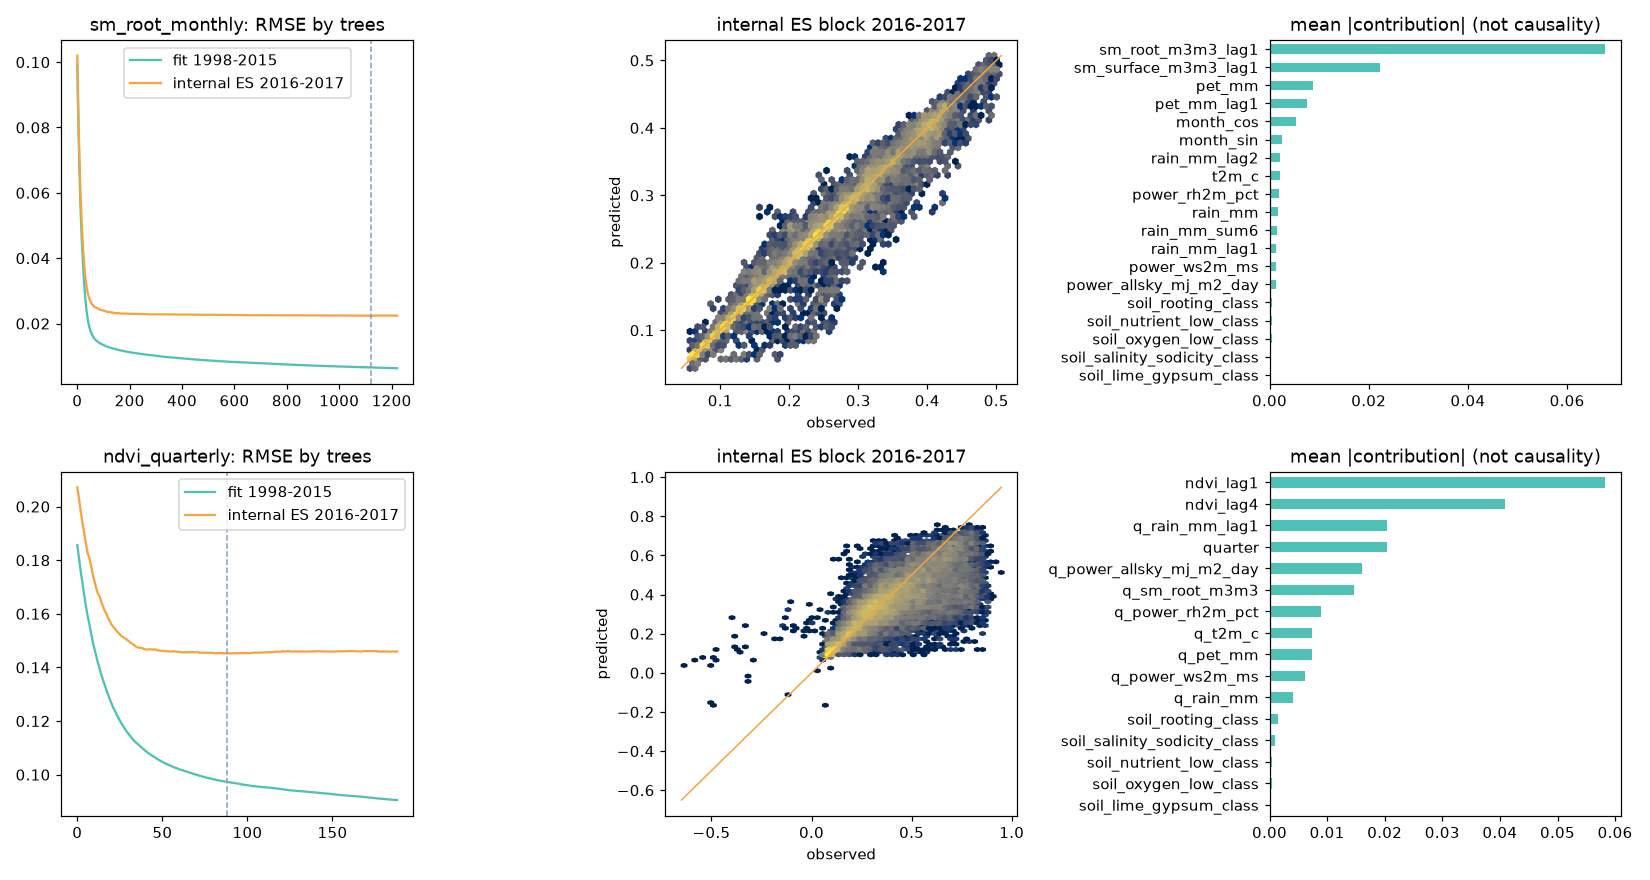 sm_root_monthly: RMSE by trees
fit 1998-2015
internal ES 2016-2017
0.10
0.08
0.06
0.04
0.02
0
200
400
600
800
1000
1200
internal ES block 2016-2017
predicted
0.5
0.4
0.3
0.2
0.1
0.1
0.2
0.3
0.4
0.5
observed
mean |contribution| (not causality)
sm_root_m3m3_lag1
sm_surface_m3m3_lag1
pet_mm
pet_mm_lag1
month_cos
month_sin
rain_mm_lag2
t2m_c
power_rh2m_pct
rain_mm
rain_mm_sum6
rain_mm_lag1
power_ws2m_ms
power_allsky_mj_m2_day
soil_rooting_class
soil_nutrient_low_class
soil_oxygen_low_class
soil_salinity_sodicity_class
soil_lime_gypsum_class
0.00
0.02
0.04
0.06
ndvi_quarterly: RMSE by trees
fit 1998-2015
internal ES 2016-2017
0.20
0.18
0.16
0.14
0.12
0.10
0
50
100
150
internal ES block 2016-2017
predicted
1.0
0.8
0.6
0.4
0.2
0.0
−0.2
−0.4
−0.6
−0.5
0.0
0.5
1.0
observed
mean |contribution| (not causality)
ndvi_lag1
ndvi_lag4
q_rain_mm_lag1
quarter
q_power_allsky_mj_m2_day
q_sm_root_m3m3
q_power_rh2m_pct
q_t2m_c
q_pet_mm
q_power_ws2m_ms
q_rain_mm
soil_rooting_class
soil_salinity_sodicity_class
soil_nutrient_low_class
soil_oxygen_low_class
soil_lime_gypsum_class
0.00
0.01
0.02
0.03
0.04
0.05
0.06